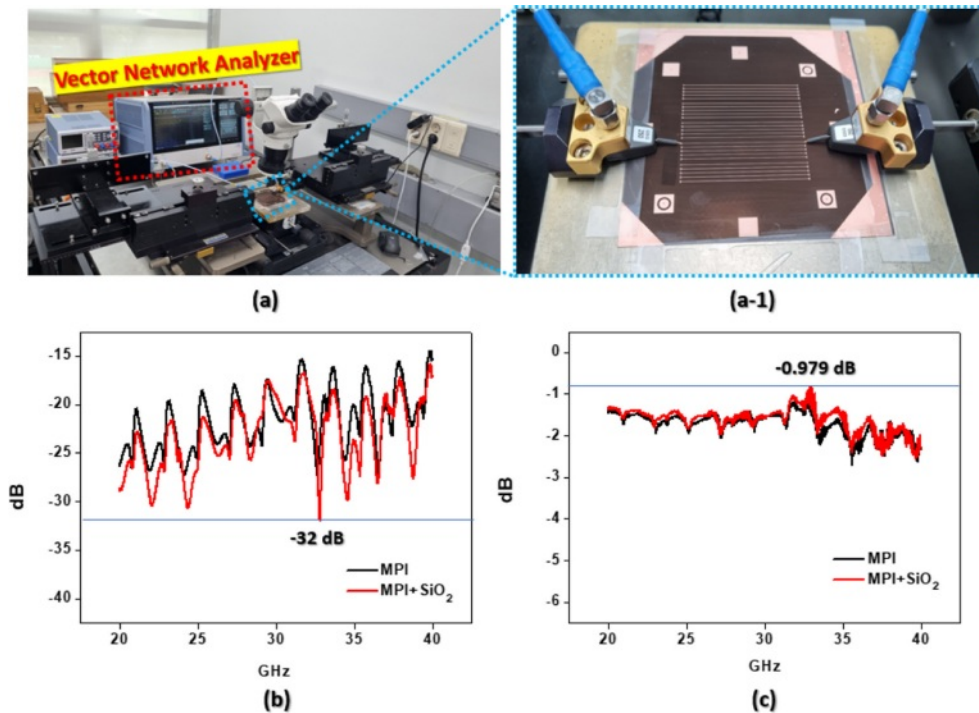 Vector Network Analyzer
(a)
(a-1)
-15
-20
-25
-30
-35
-40
dB
-32 dB
MPI
MPI+SiO₂
20
25
30
35
40
GHz
(b)
0
-1
-2
-3
-4
-5
-6
dB
-0.979 dB
MPI
MPI+SiO₂
20
25
30
35
40
GHz
(c)